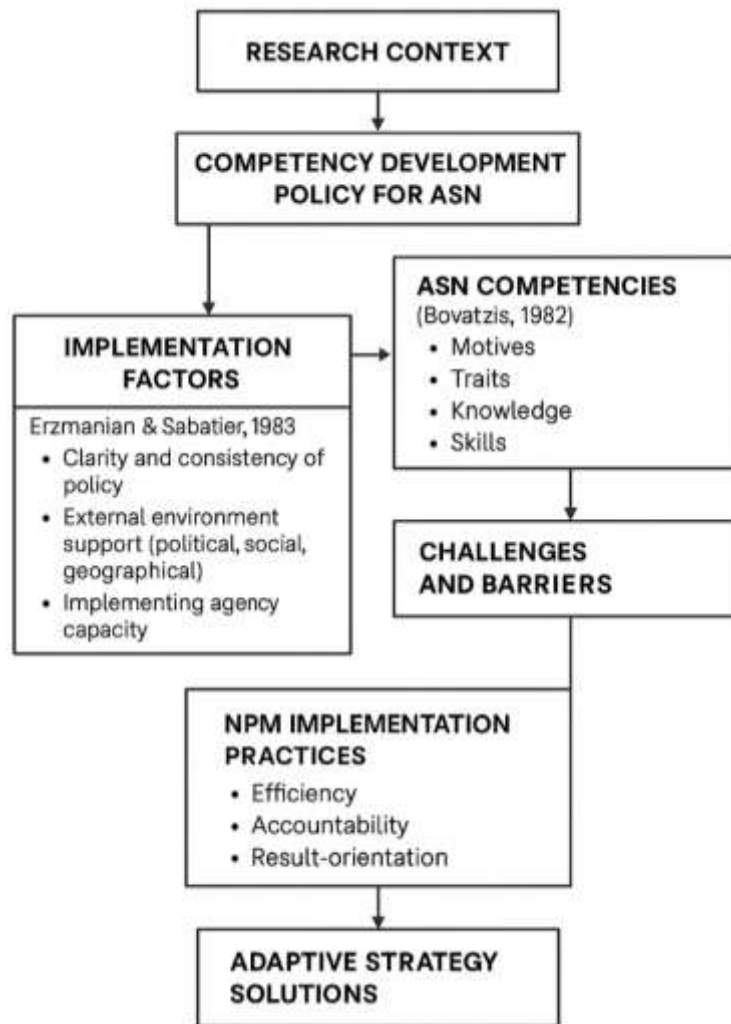 RESEARCH CONTEXT
COMPETENCY DEVELOPMENT
POLICY FOR ASN
IMPLEMENTATION
FACTORS
Erzmanian & Sabatier, 1983
• Clarity and consistency of
policy
• External environment
support (political, social,
geographical)
• Implementing agency
capacity
ASN COMPETENCIES
(Bovatzis, 1982)
• Motives
• Traits
• Knowledge
• Skills
CHALLENGES
AND BARRIERS
NPM IMPLEMENTATION
PRACTICES
• Efficiency
• Accountability
• Result-orientation
ADAPTIVE STRATEGY
SOLUTIONS